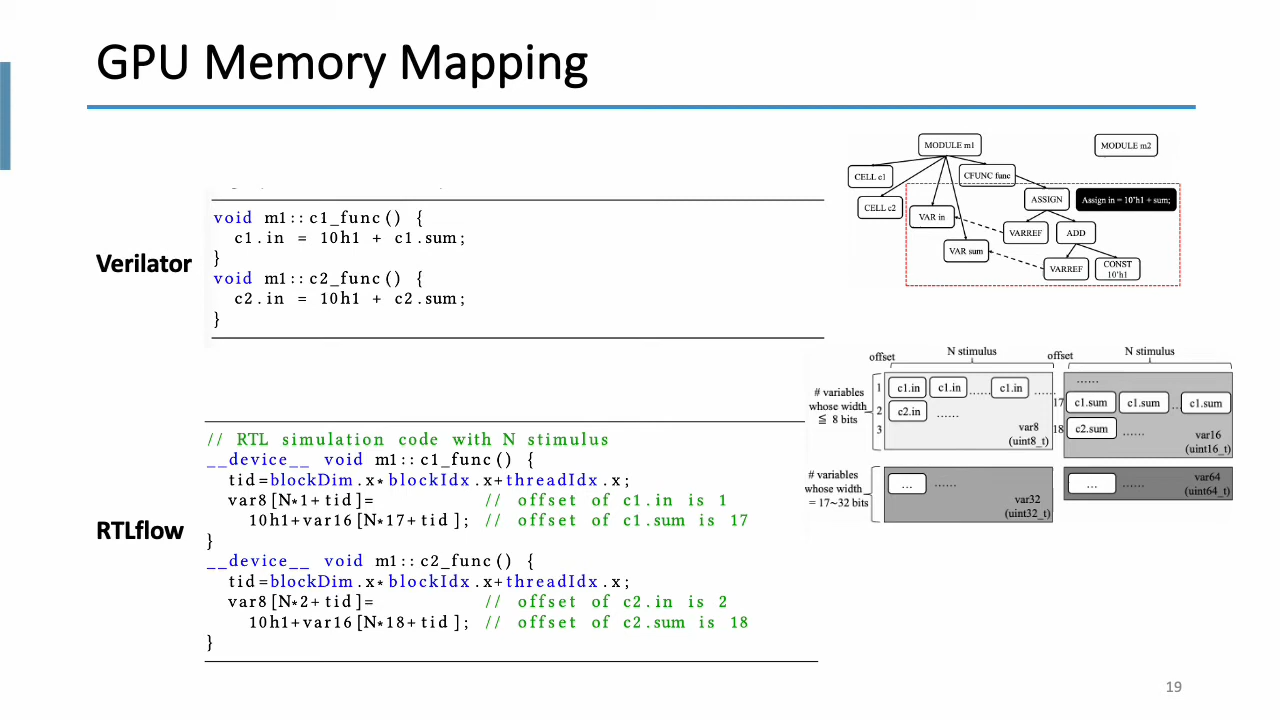 GPU Memory Mapping
Verilator
void m1::c1_func() {
c1.in = 10h1 + c1.sum;
}
void m1::c2_func() {
c2.in = 10h1 + c2.sum;
}
MODULE m1
MODULE m2
CELL c1
CFUNC func
CELL c2
VAR in
ASSIGN
Assign in = 10'h1 + sum;
VARREF
ADD
VAR sum
VARREF
CONST
10'h1
RTLflow
// RTL simulation code with N stimulus
__device__ void m1::c1_func() {
tid=blockDim.x*blockIdx.x+threadIdx.x;
var8[N*1+tid]= // offset of c1.in is 1
10h1+var16[N*17+tid]; // offset of c1.sum is 17
}
__device__ void m1::c2_func() {
tid=blockDim.x*blockIdx.x+threadIdx.x;
var8[N*2+tid]= // offset of c2.in is 2
10h1+var16[N*18+tid]; // offset of c2.sum is 18
}
offset
N stimulus
# variables
whose width
≦ 8 bits
1
c1.in
c1.in
......
c1.in
......
2
c2.in
......
3
var8
(uint8_t)
offset
N stimulus
......
17
c1.sum
c1.sum
...
c1.sum
18
c2.sum
......
var16
(uint16_t)
# variables
whose width
= 17~32 bits
...
......
var32
(uint32_t)
...
......
var64
(uint64_t)
19